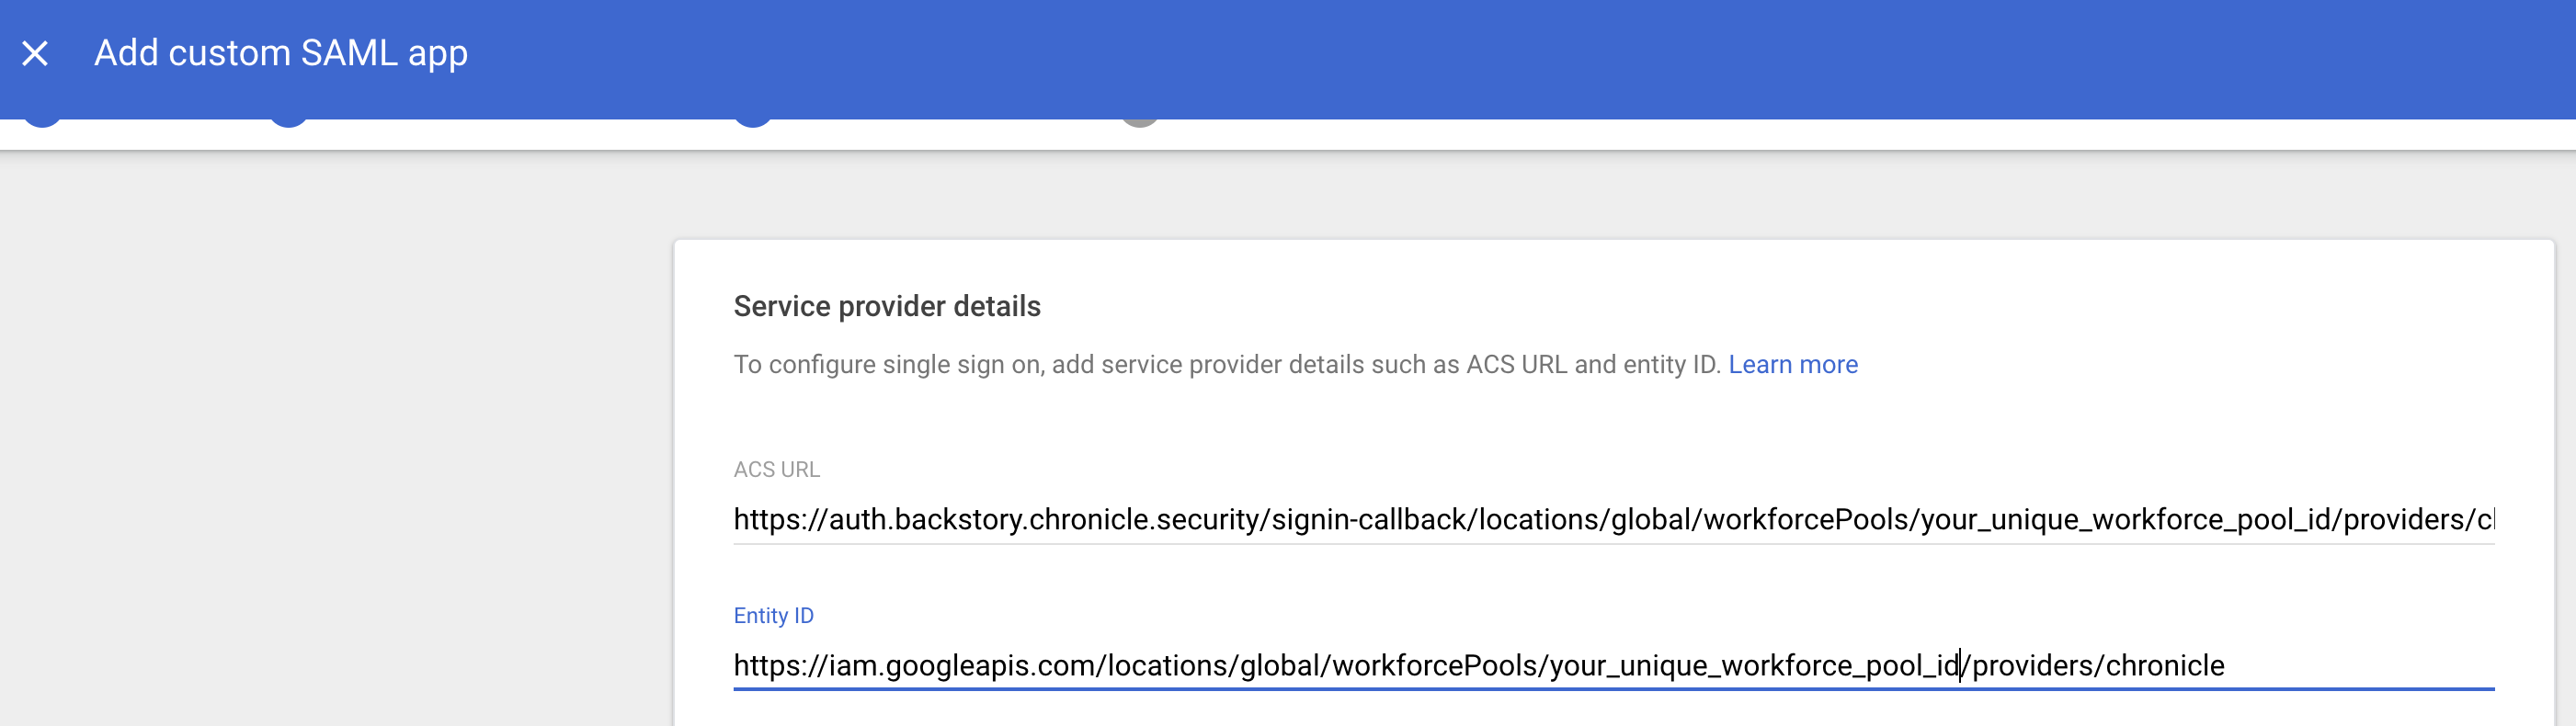 Add custom SAML app
Service provider details
To configure single sign on, add service provider details such as ACS URL and entity ID. Learn more
ACS URL
https://auth.backstory.chronicle.security/signin-callback/locations/global/workforcePools/your_unique_workforce_pool_id/providers/c
Entity ID
https://iam.googleapis.com/locations/global/workforcePools/your_unique_workforce_pool_id/providers/chronicle